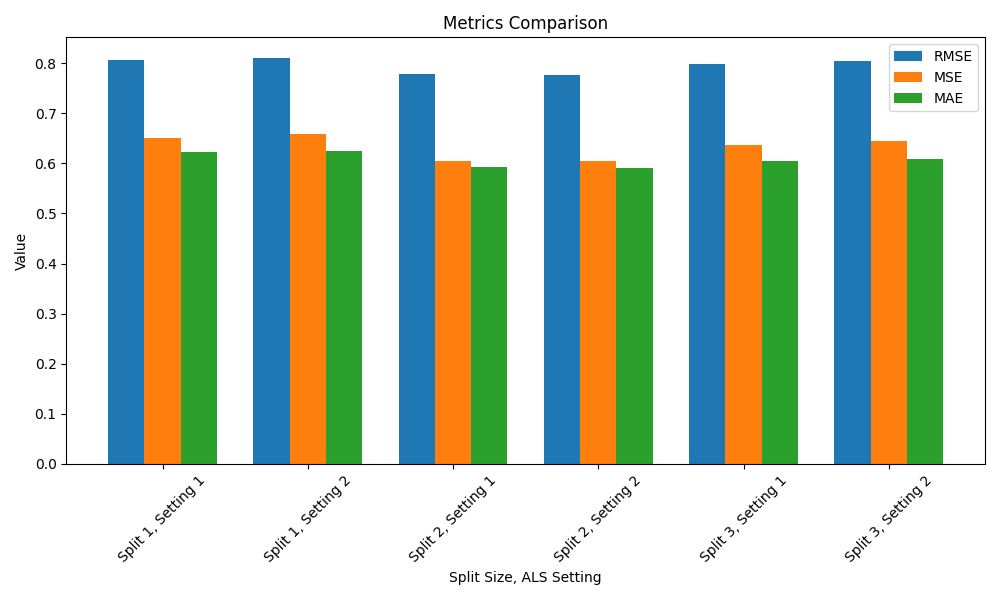 Metrics Comparison
RMSE
MSE
MAE
Value
0.8
0.7
0.6
0.5
0.4
0.3
0.2
0.1
0.0
Split 1, Setting 1
Split 1, Setting 2
Split 2, Setting 1
Split 2, Setting 2
Split 3, Setting 1
Split 3, Setting 2
Split Size, ALS Setting